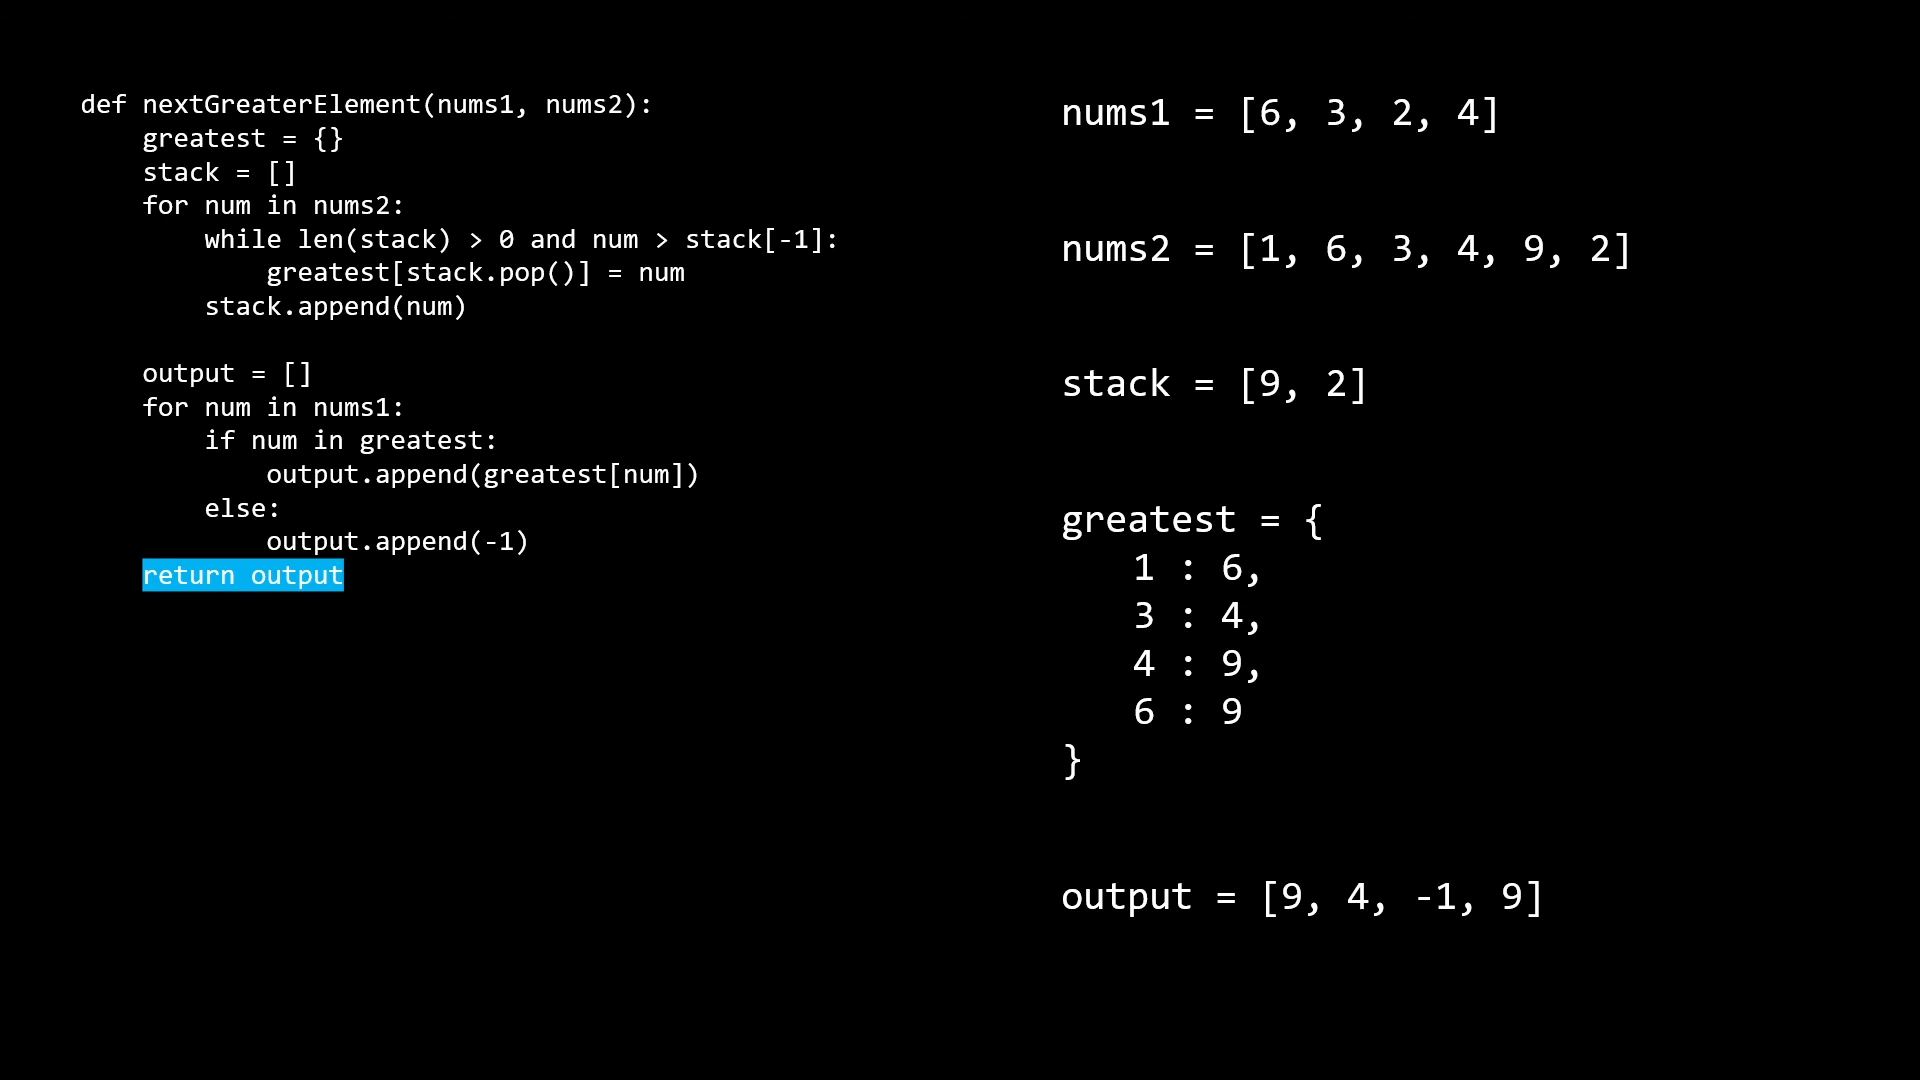 def nextGreaterElement(nums1, nums2):
    greatest = {}
    stack = []
    for num in nums2:
        while len(stack) > 0 and num > stack[-1]:
            greatest[stack.pop()] = num
        stack.append(num)

    output = []
    for num in nums1:
        if num in greatest:
            output.append(greatest[num])
        else:
            output.append(-1)
    return output
nums1 = [6, 3, 2, 4]
nums2 = [1, 6, 3, 4, 9, 2]
stack = [9, 2]
greatest = {
    1 : 6,
    3 : 4,
    4 : 9,
    6 : 9
}
output = [9, 4, -1, 9]